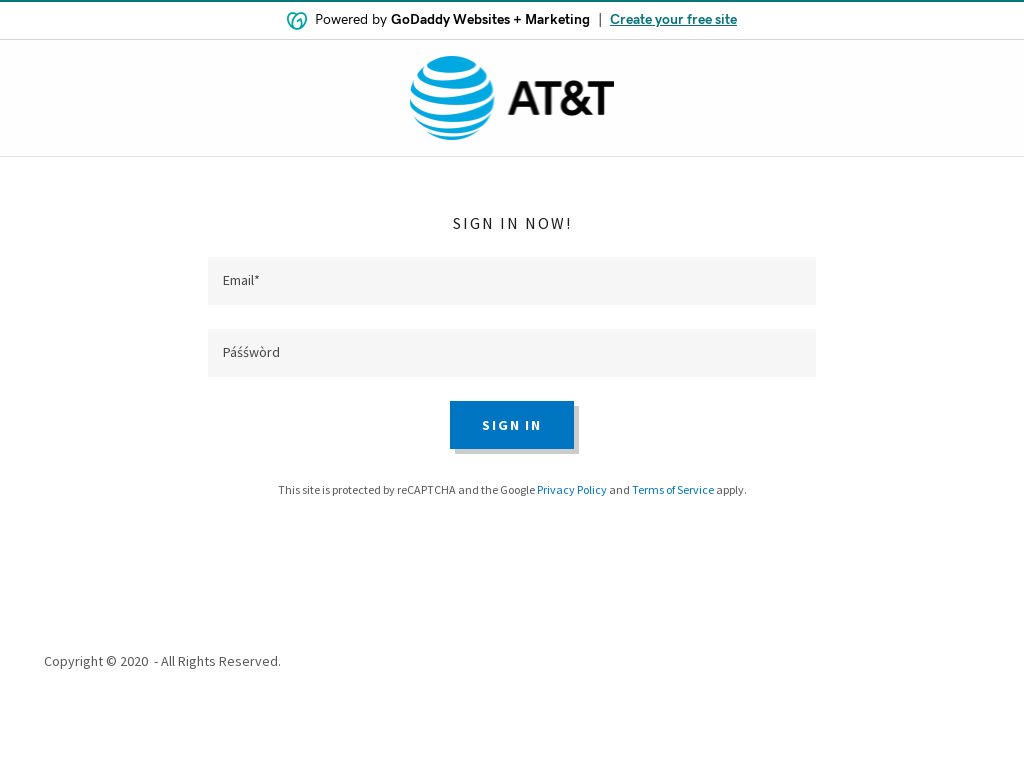 Powered by GoDaddy Websites + Marketing | Create your free site
AT&T
SIGN IN NOW!
Email*
Páśśwòrd
SIGN IN
This site is protected by reCAPTCHA and the Google Privacy Policy and Terms of Service apply.
Copyright © 2020 - All Rights Reserved.